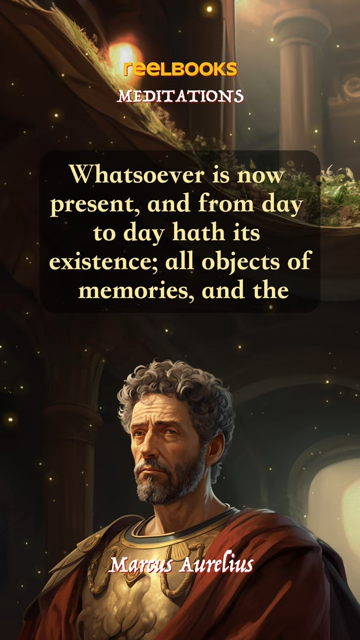 reelBOOKS
MEDITATIONS
Whatsoever is now
present, and from day
to day hath its
existence; all objects of
memories, and the
Marcus Aurelius